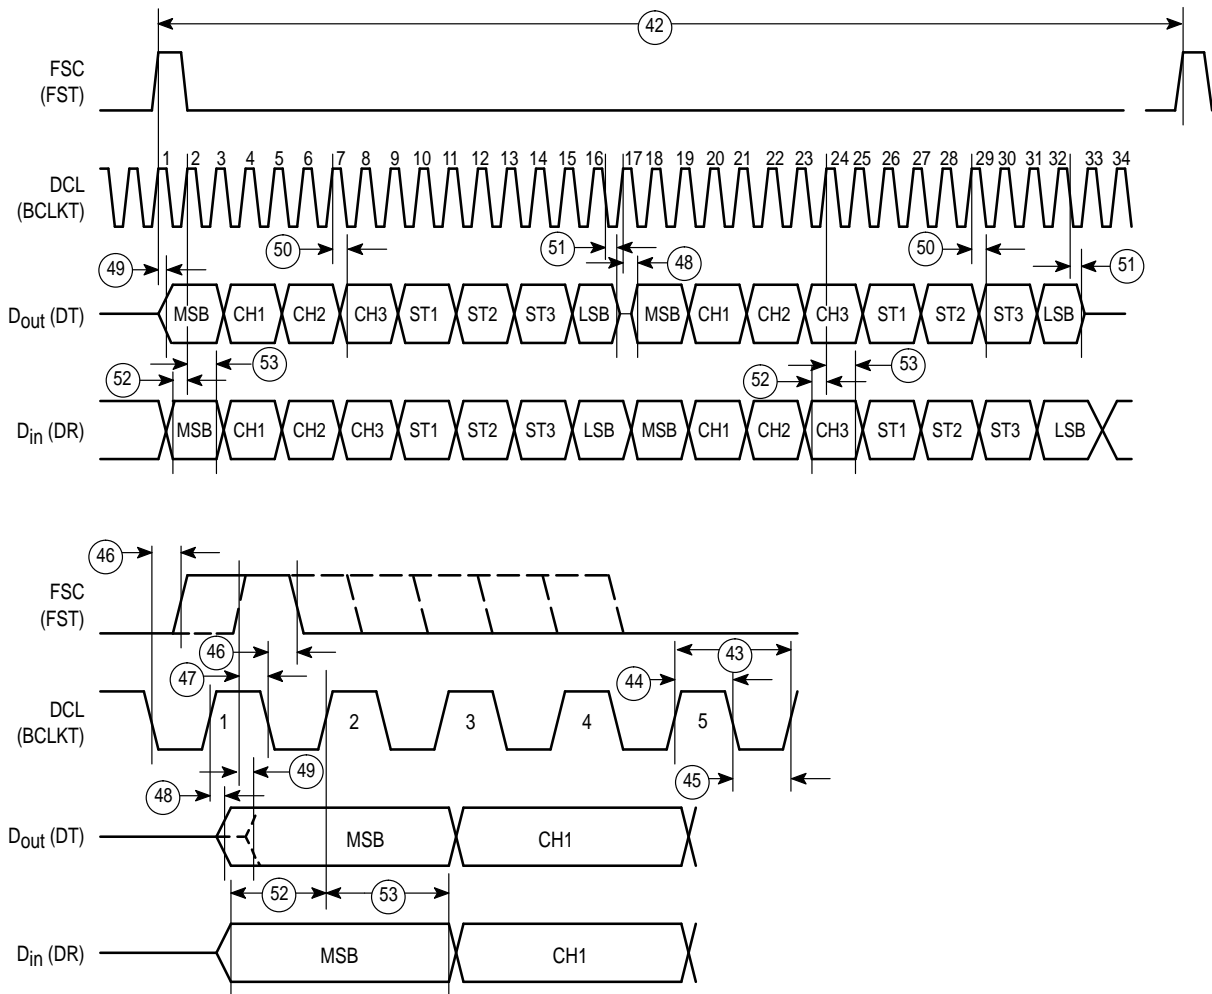 42
FSC
(FST)
1 2 3 4 5 6 7 8 9 10 11 12 13 14 15 16 17 18 19 20 21 22 23 24 25 26 27 28 29 30 31 32 33 34
DCL
(BCLKT)
49 50 51 48 50 51
Dout (DT) MSB CH1 CH2 CH3 ST1 ST2 ST3 LSB MSB CH1 CH2 CH3 ST1 ST2 ST3 LSB
52 53 52 53
Din (DR) MSB CH1 CH2 CH3 ST1 ST2 ST3 LSB MSB CH1 CH2 CH3 ST1 ST2 ST3 LSB
46
FSC
(FST)
46 43
47 44
DCL
(BCLKT)
1 2 3 4 5
49 45
48
Dout (DT) MSB CH1
52 53
Din (DR) MSB CH1